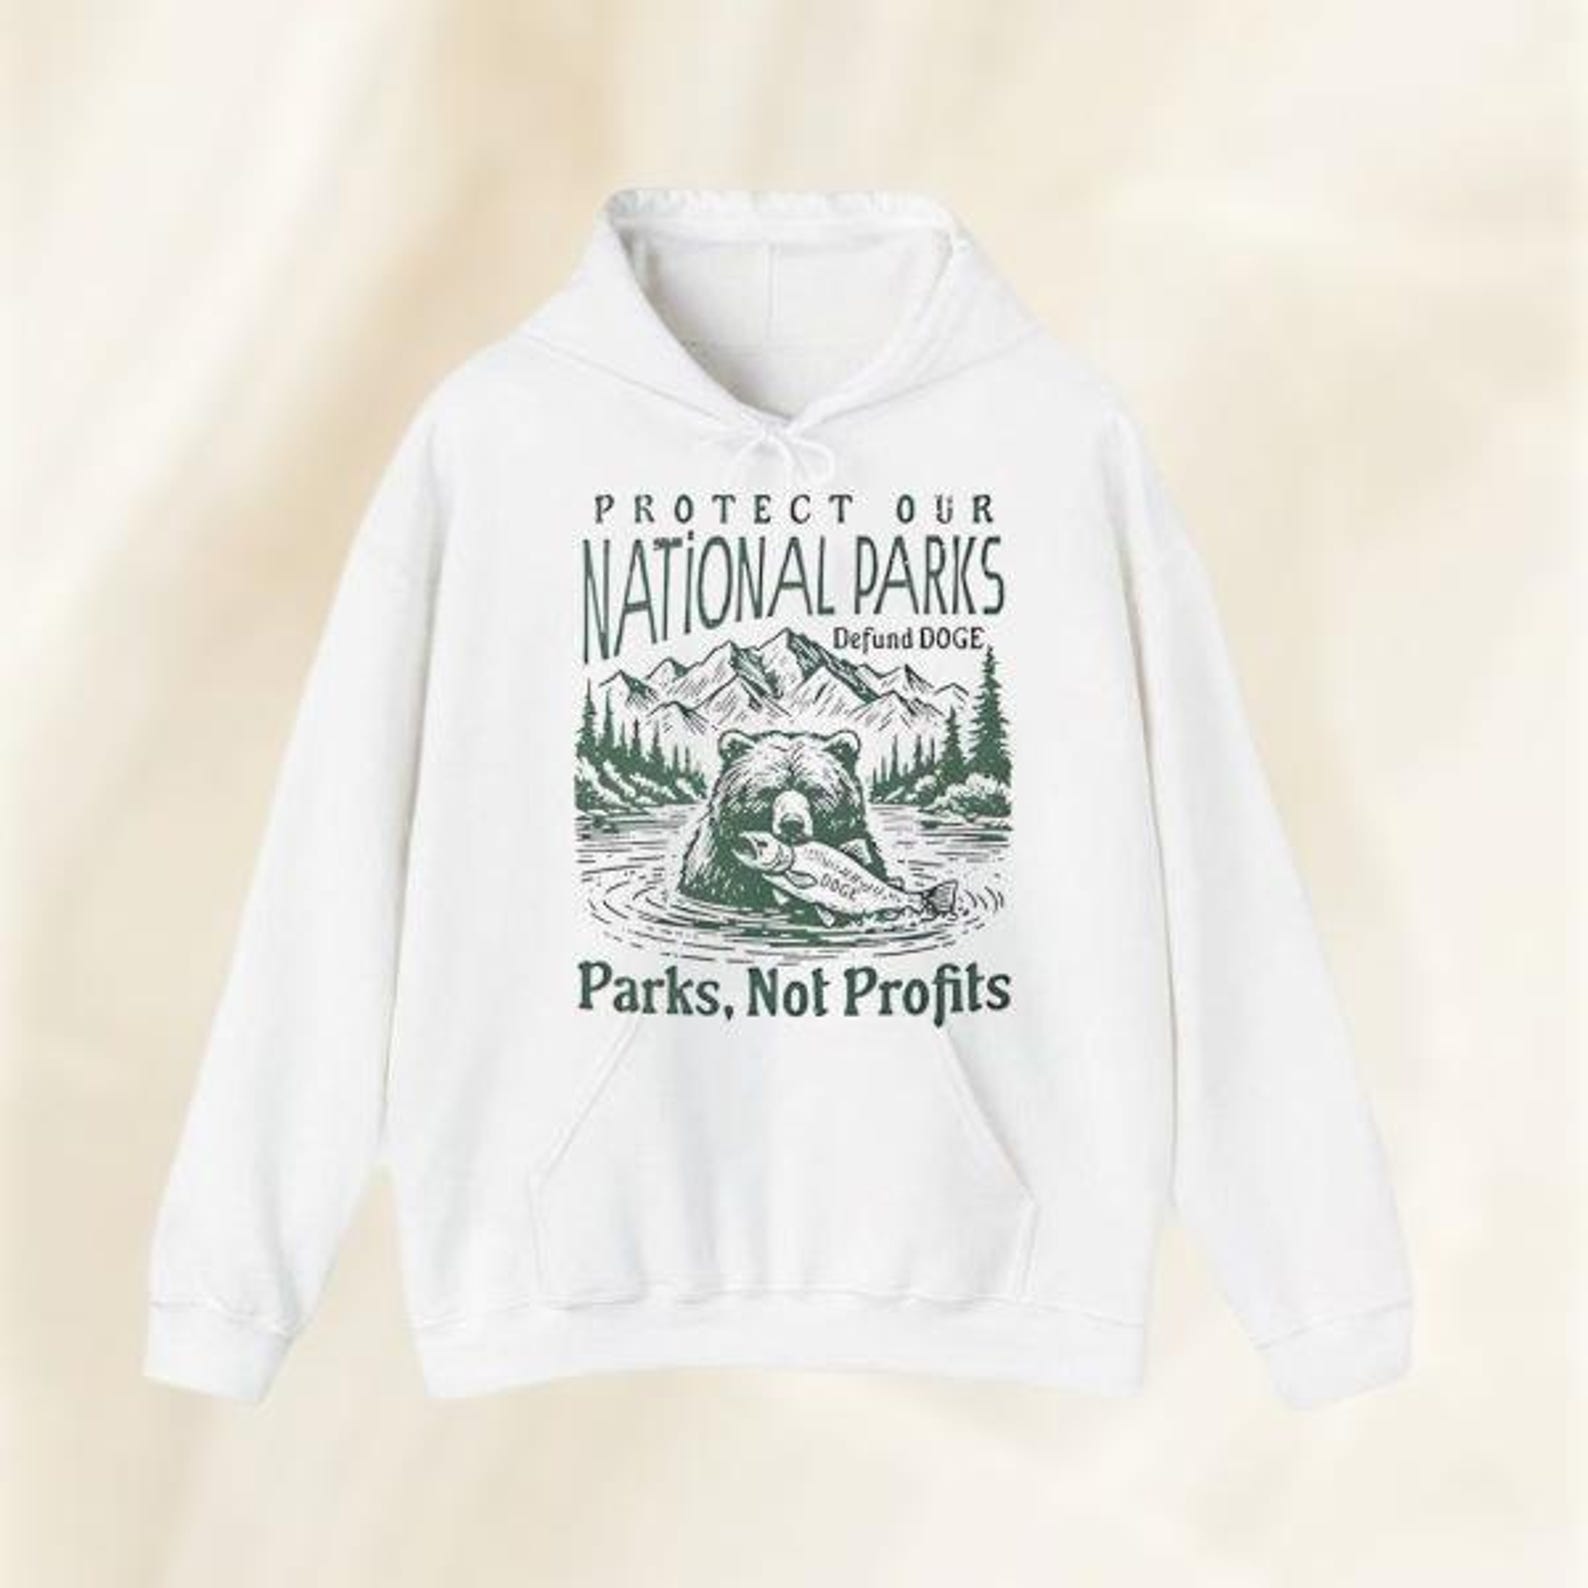 PROTECT OUR
NATiONAL PARKS
Defund DOGE
DOGE
Parks, Not Profits